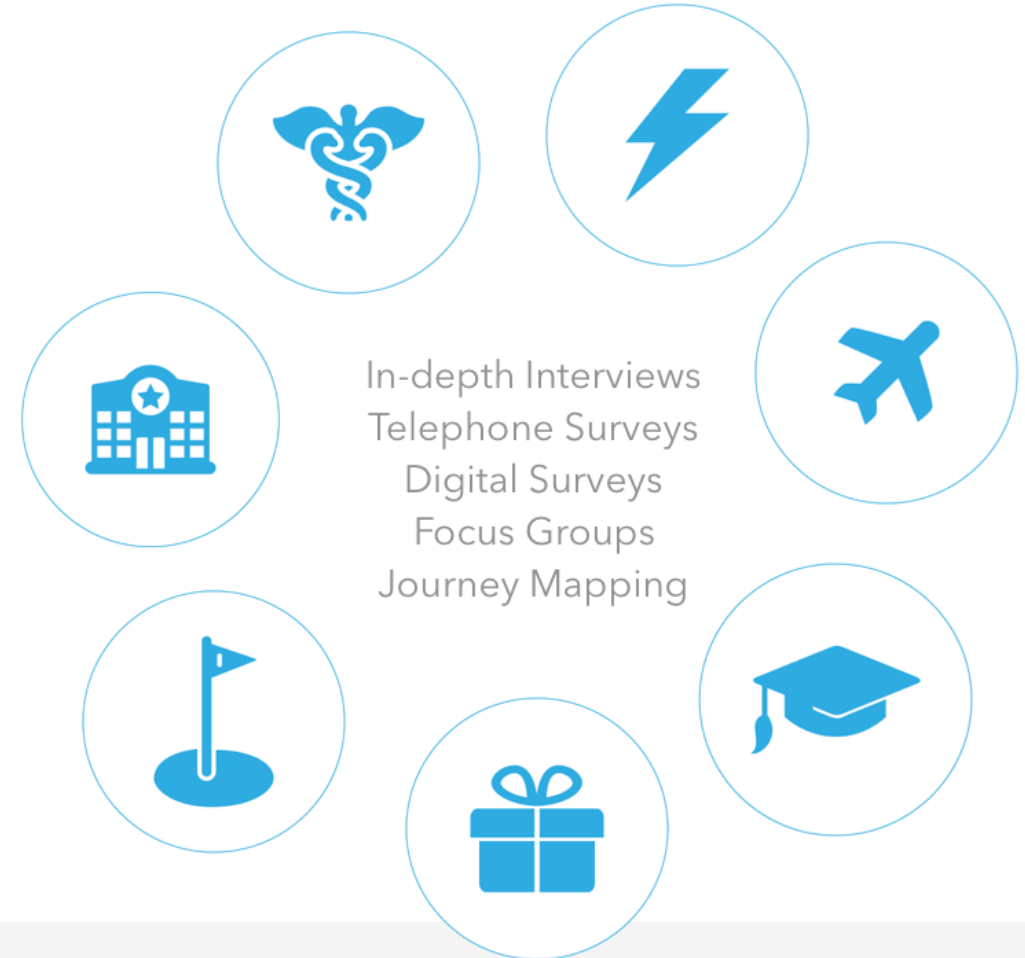 In-depth Interviews
Telephone Surveys
Digital Surveys
Focus Groups
Journey Mapping